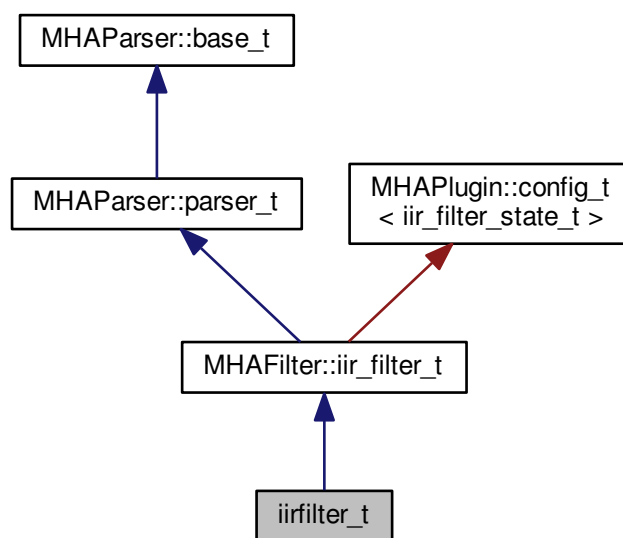 MHAParser::base_t
MHAParser::parser_t
MHAPlugin::config_t
< iir_filter_state_t >
MHAFilter::iir_filter_t
iirfilter_t